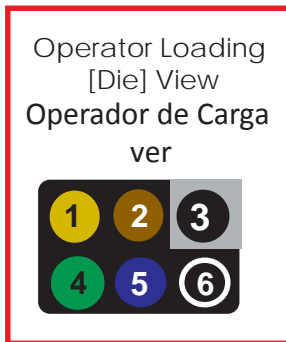 Operator Loading
[Die] View
Operador de Carga
ver
1 2 3
4 5 6